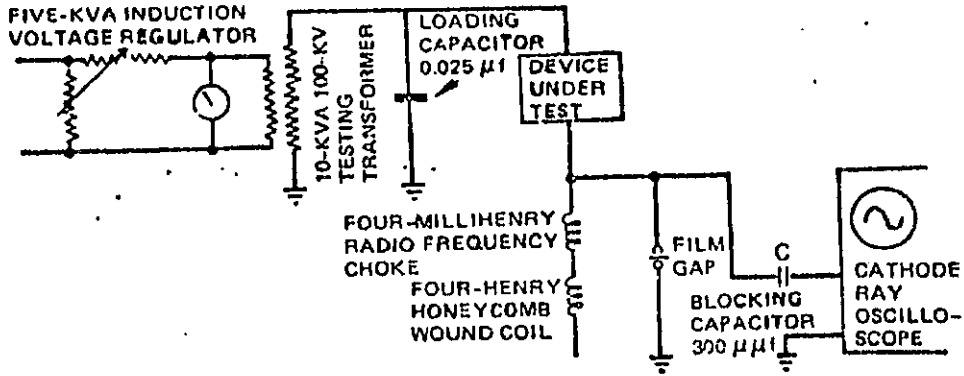 FIVE-KVA INDUCTION
VOLTAGE REGULATOR
10-KVA 100-KV
TESTING
TRANSFORMER
LOADING
CAPACITOR
0.025 μf
DEVICE
UNDER
TEST
FOUR-MILLIHENRY
RADIO FREQUENCY
CHOKE
FOUR-HENRY
HONEYCOMB
WOUND COIL
FILM
GAP
C
BLOCKING
CAPACITOR
300 μμf
CATHODE
RAY
OSCILLO-
SCOPE